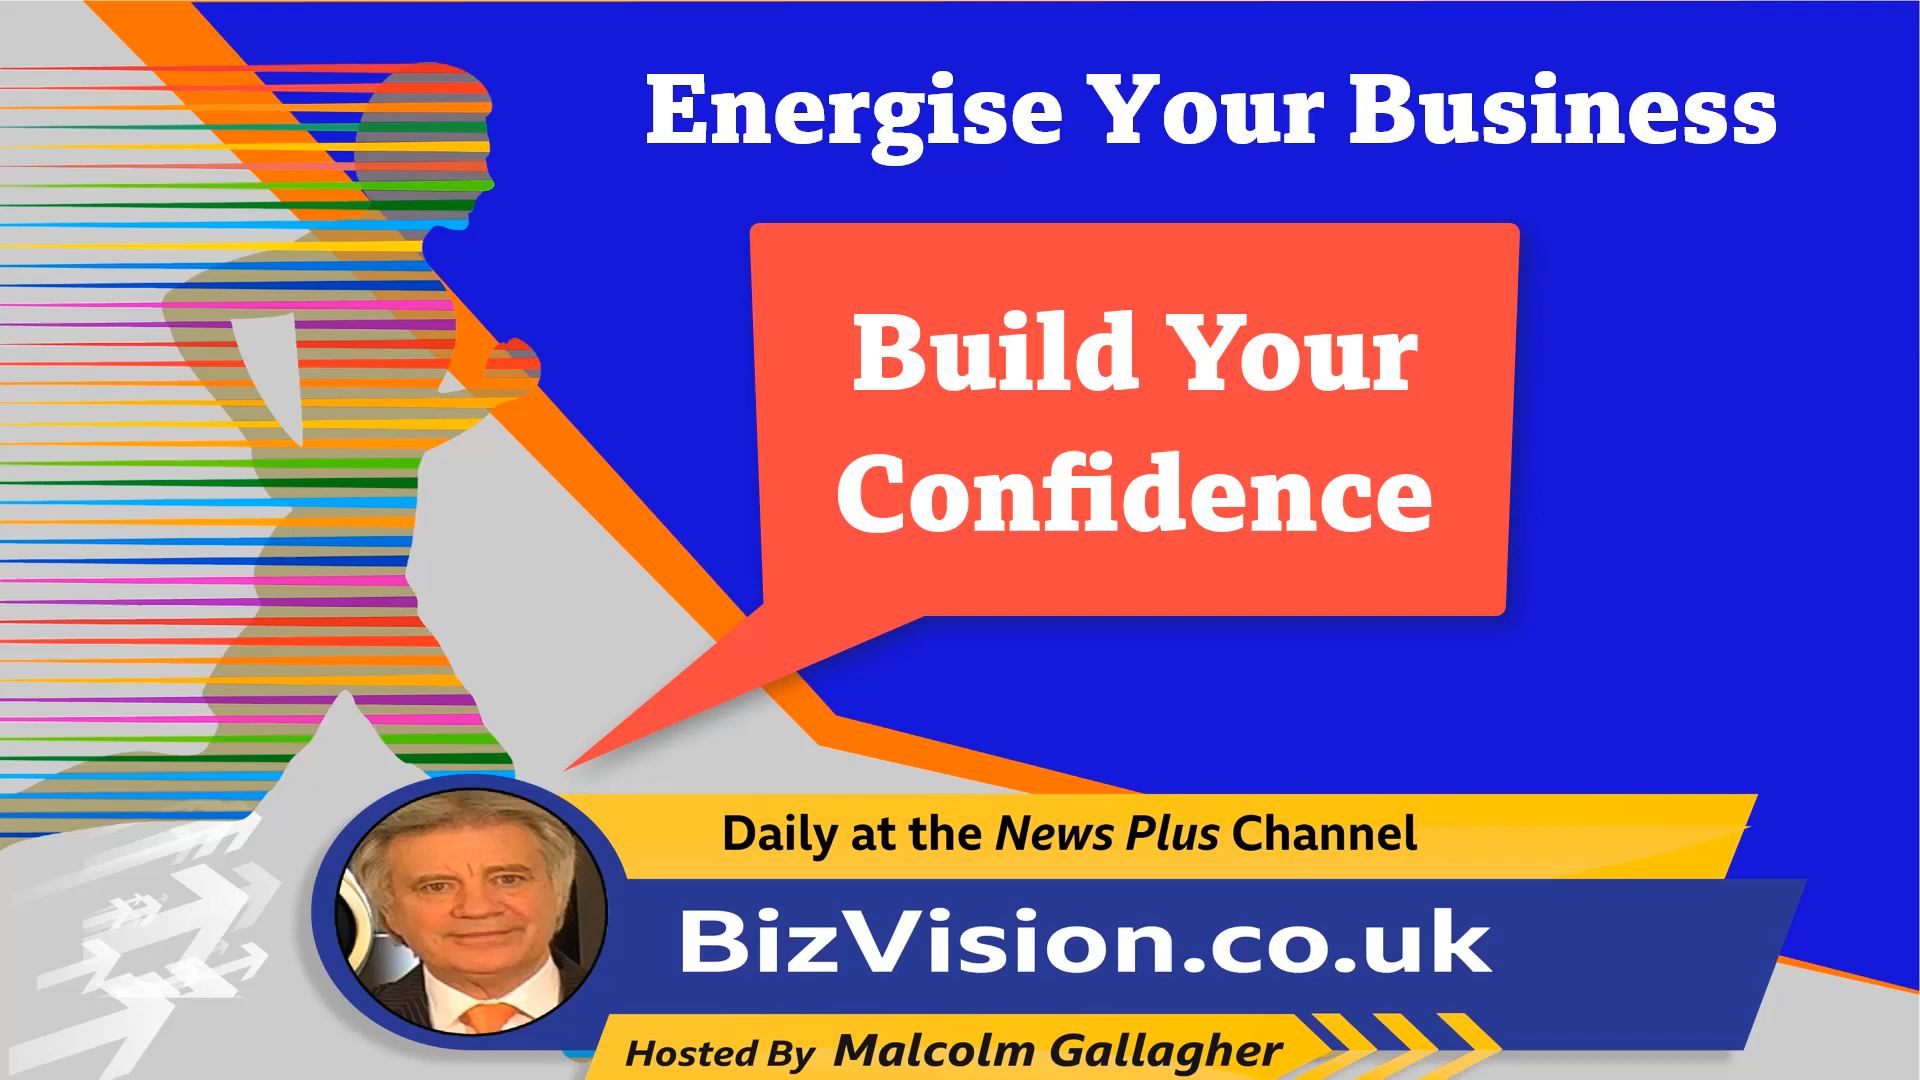 Energise Your Business
Build Your
Confidence
Daily at the News Plus Channel
BizVision.co.uk
Hosted By Malcolm Gallagher